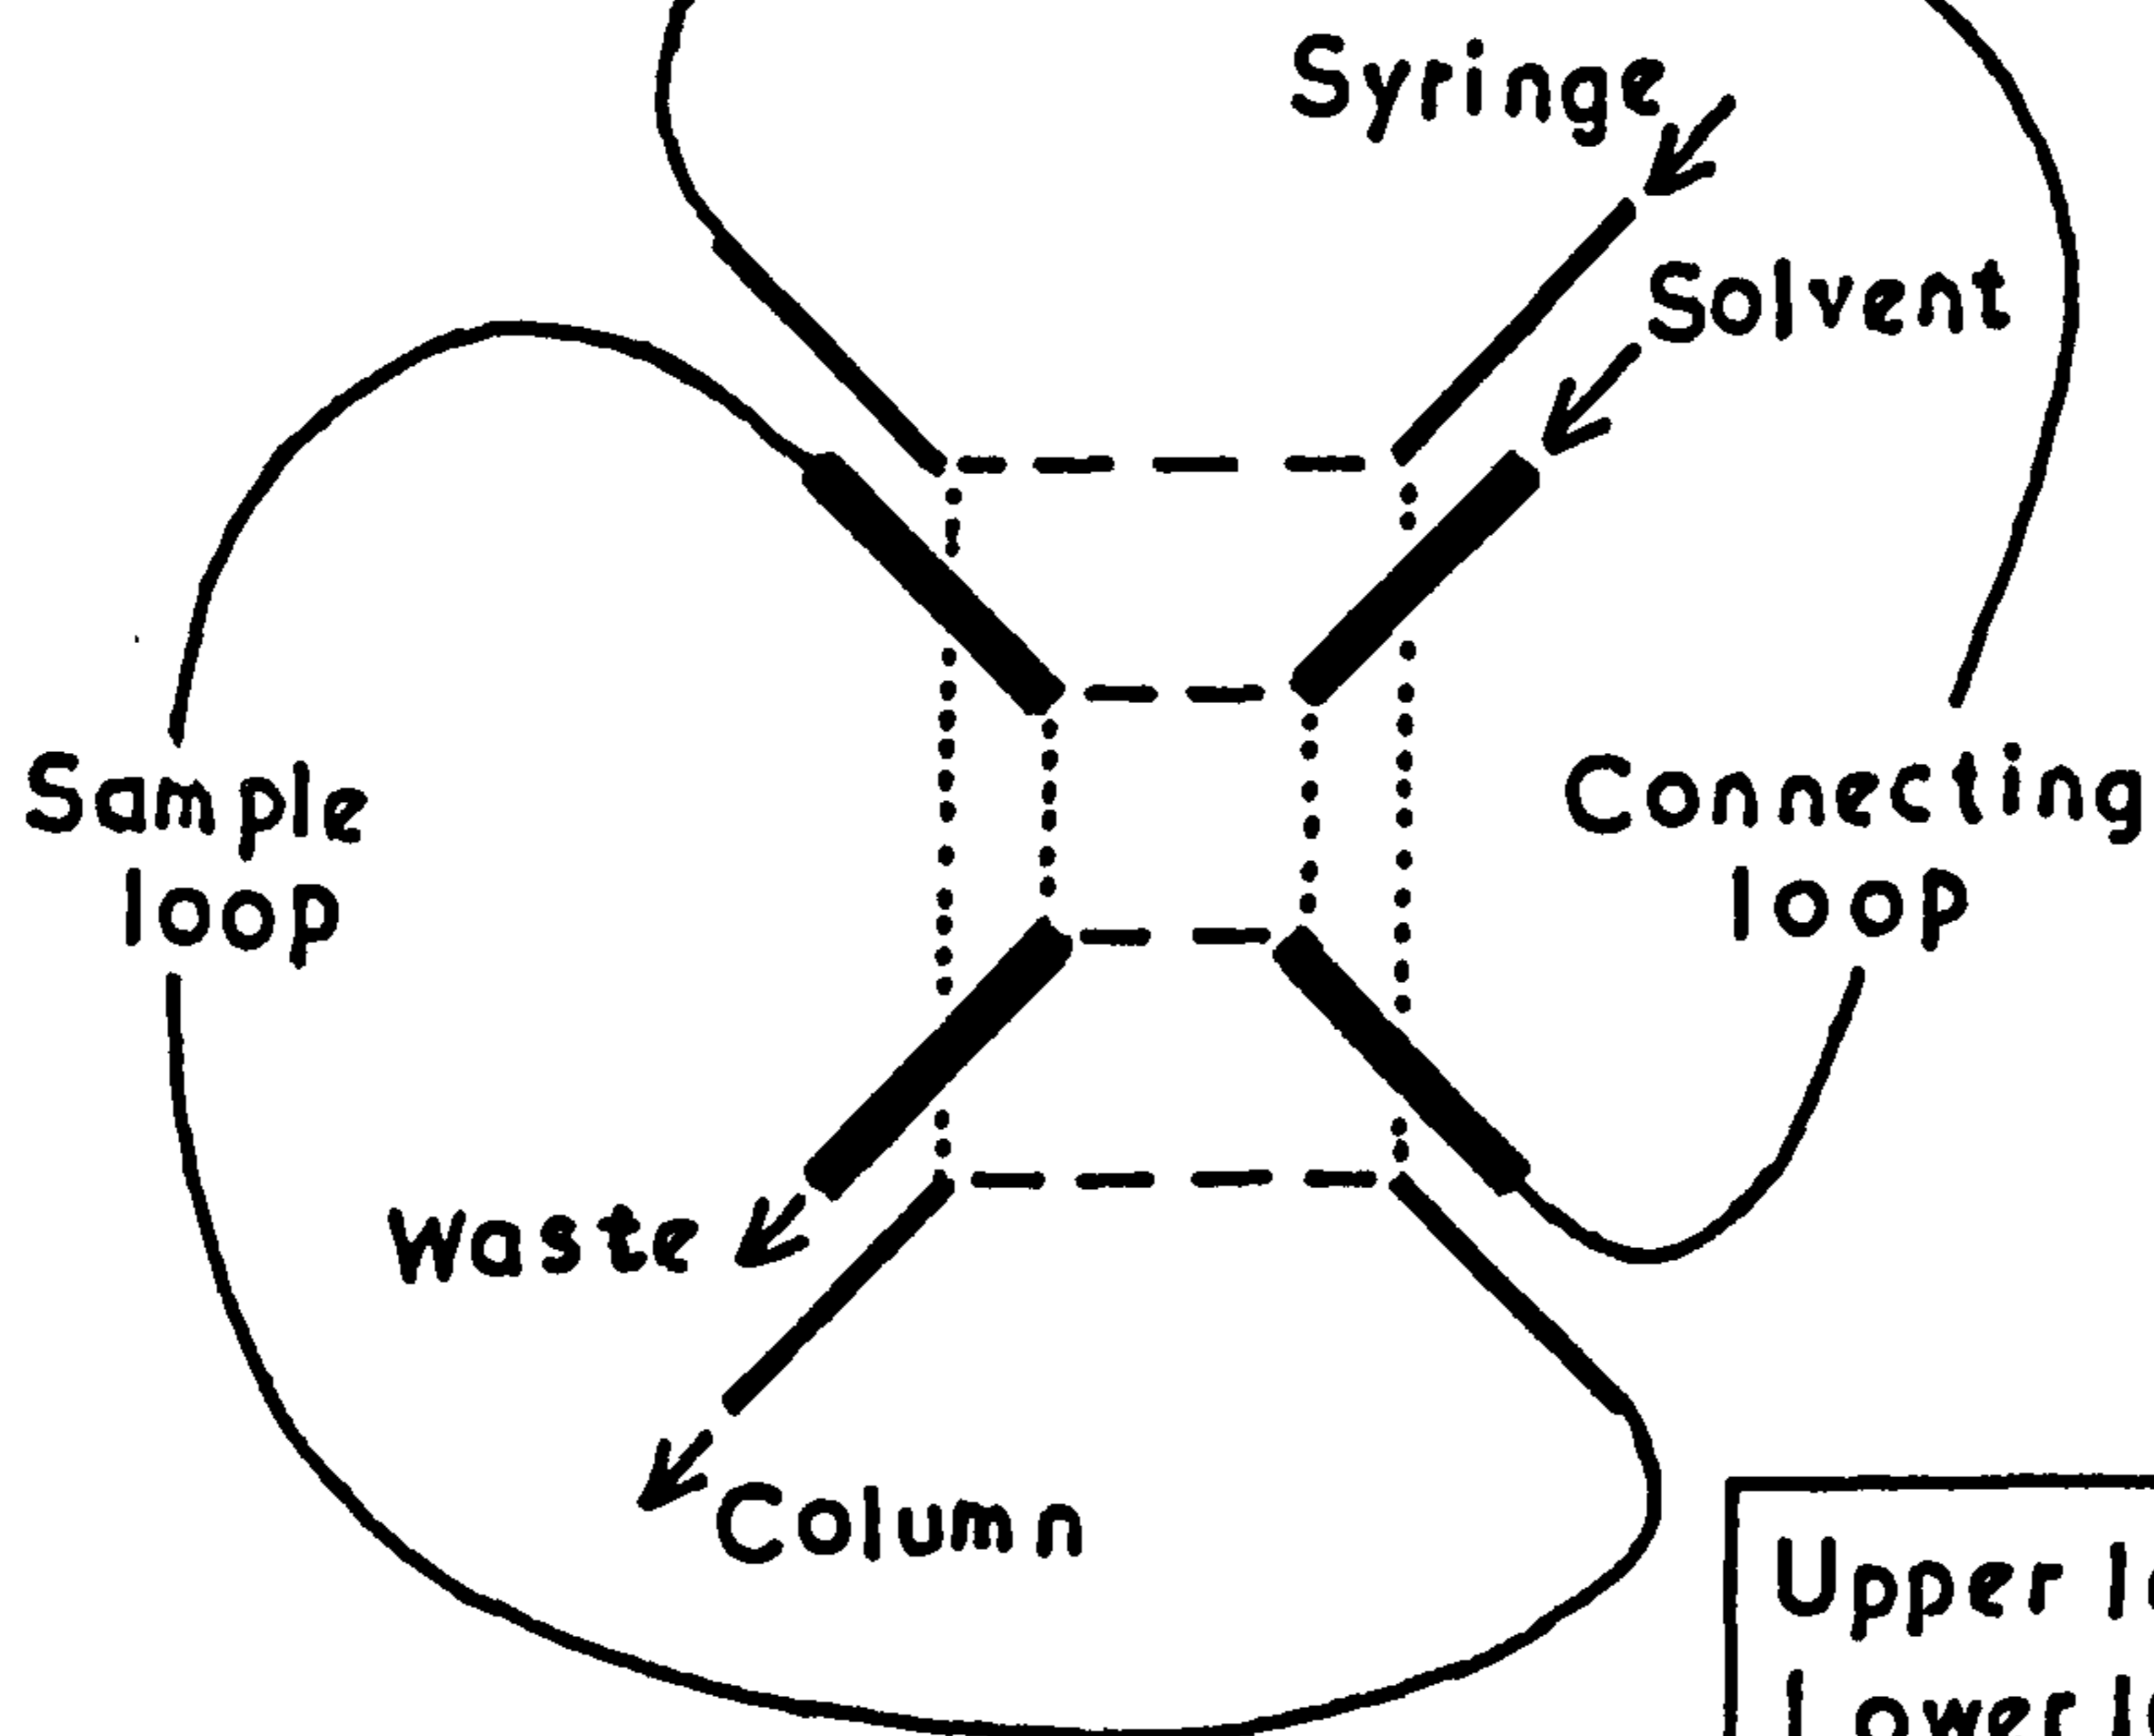 Syringe
Solvent
Sample
loop
Connecting
loop
Waste
Column
Upper
Lower